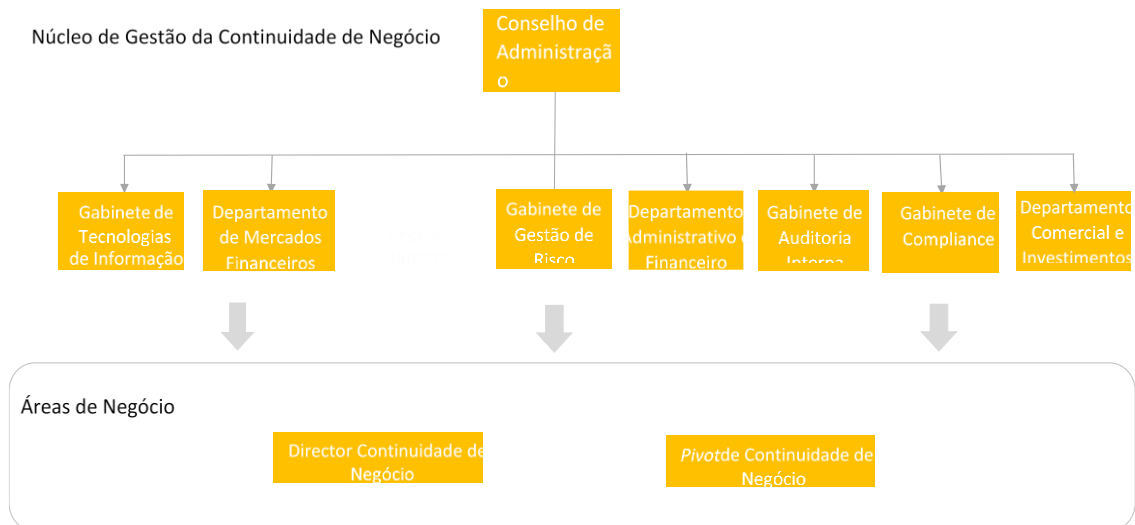 Núcleo de Gestão da Continuidade de Negócio
Conselho de
Administraçã
o
Gabinete de
Tecnologias
de Informação
Departamento
de Mercados
Financeiros
Gabinete de
Gestão de
Risco
Departamento
Administrativo e
Financeiro
Gabinete de
Auditoria
Interna
Gabinete de
Compliance
Departamento
Comercial e
Investimentos
Áreas de Negócio
Director Continuidade de
Negócio
Pivotde Continuidade de
Negócio